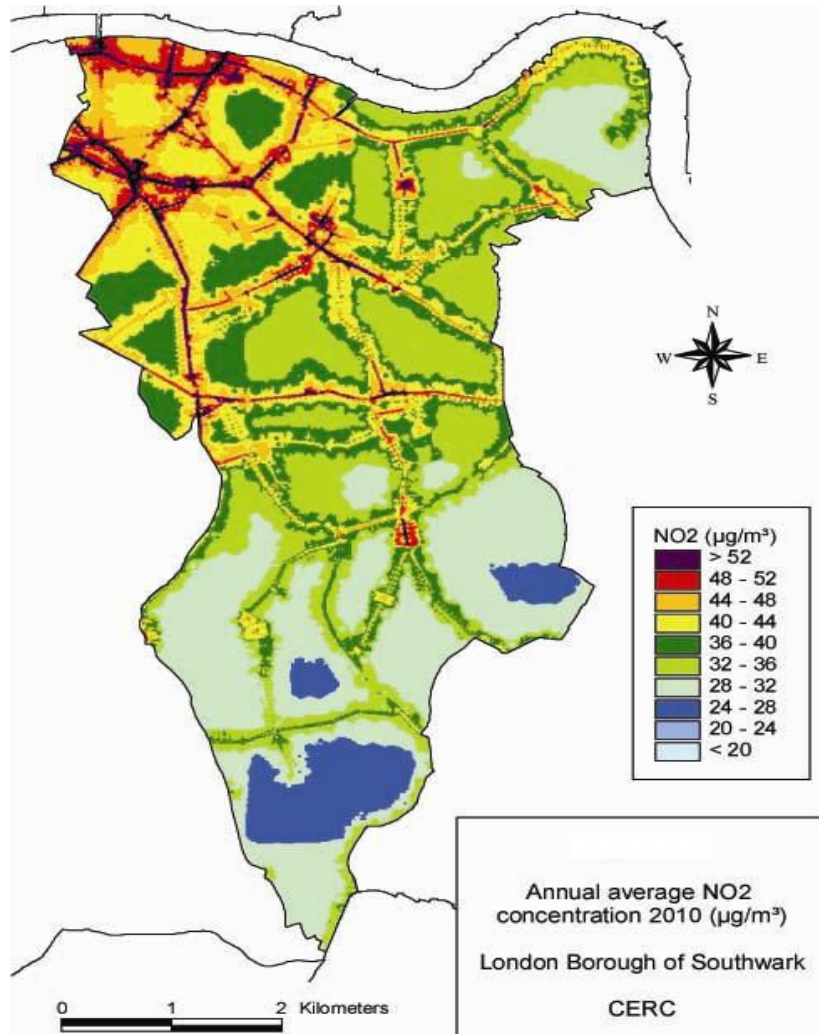 N
W E
S
NO2 (µg/m³)
> 52
48 - 52
44 - 48
40 - 44
36 - 40
32 - 36
28 - 32
24 - 28
20 - 24
< 20
Annual average NO2
concentration 2010 (µg/m³)
London Borough of Southwark
CERC
0 1 2 Kilometers